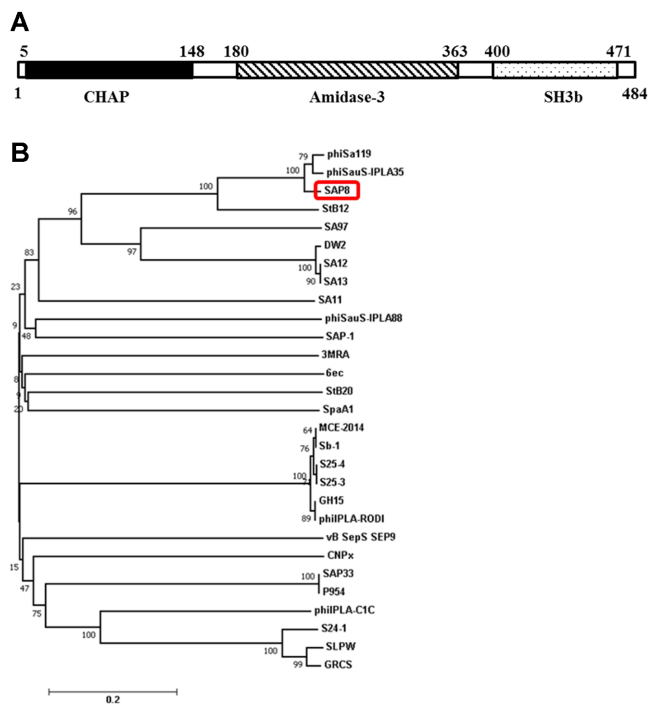 A
5 148 180 363 400 471
1 CHAP Amidase-3 SH3b 484
B
79 phiSa119
100 phiSauS-IPLA35
SAP8
100
StB12
96
SA97
97
DW2
100 SA12
90 SA13
83
SA11
23
phiSauS-IPLA88
48 SAP-1
9
3MRA
8
6ec
9
StB20
20 SpaA1
64 MCE-2014
76 Sb-1
S25-4
100
S25-3
GH15
89 phiIPLA-RODI
vB SepS SEP9
15
CNPx
47
100 SAP33
P954
75
phiIPLA-C1C
100
S24-1
100
SLPW
99 GRCS
0.2